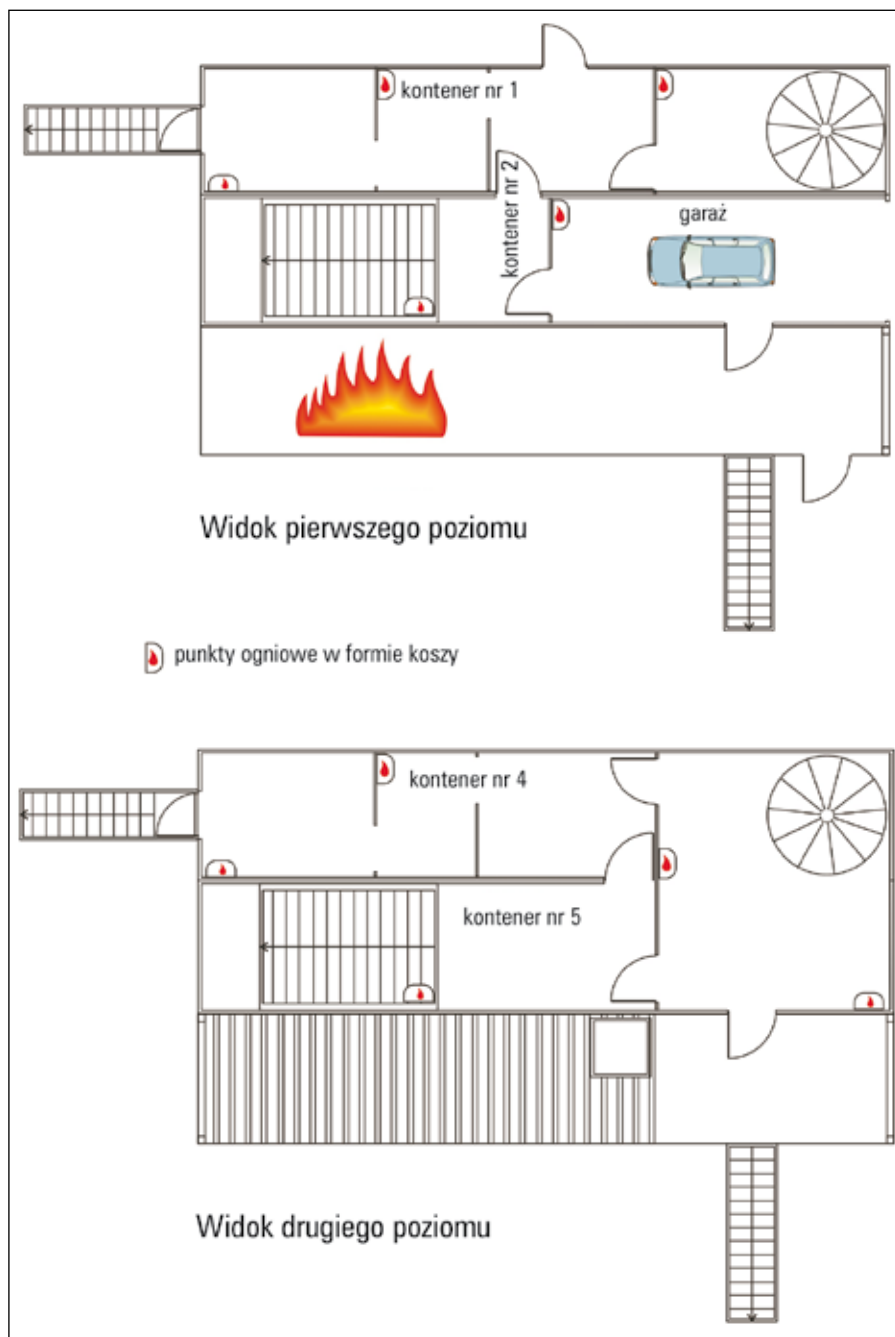 kontener nr 1
kontener nr 2
garaż
Widok pierwszego poziomu
punkty ogniowe w formie koszy
kontener nr 4
kontener nr 5
Widok drugiego poziomu